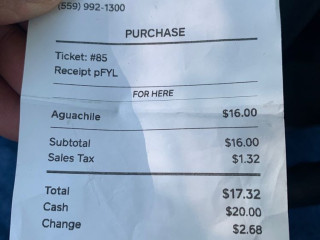 (559) 992-1300
PURCHASE
Ticket: #85
Receipt pFYL
FOR HERE
Aguachile $16.00
Subtotal $16.00
Sales Tax $1.32
Total $17.32
Cash $20.00
Change $2.68